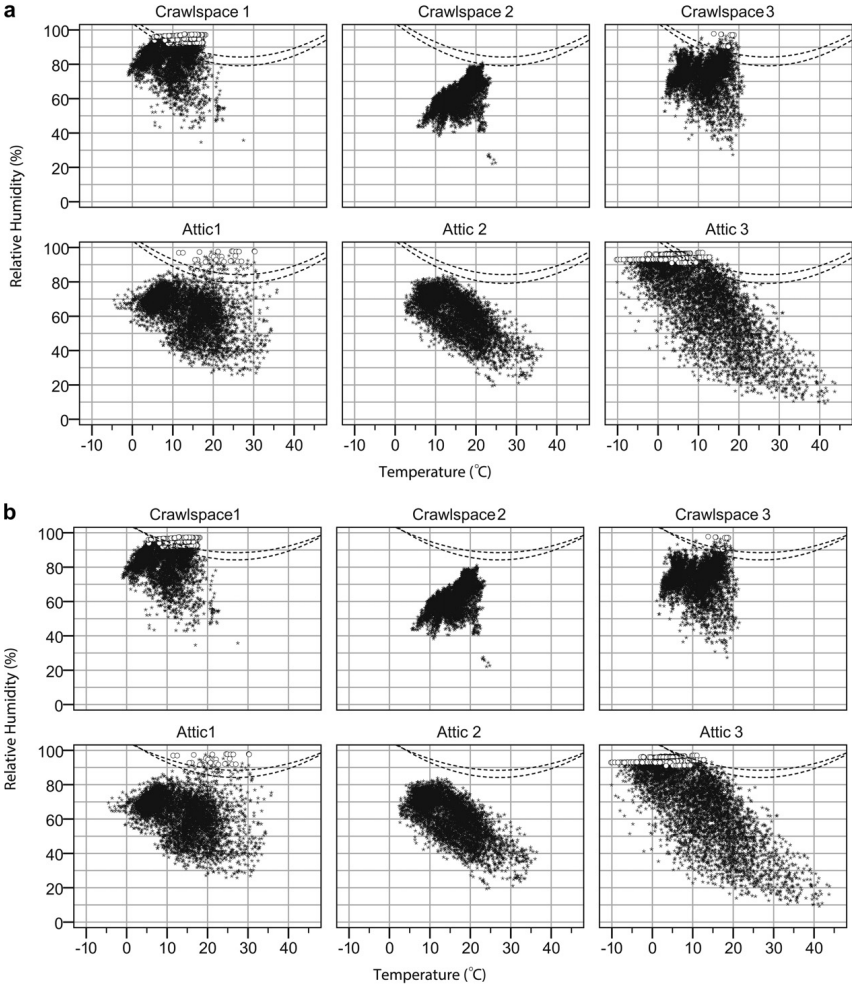 a
Crawlspace 1 Crawlspace 2 Crawlspace 3
100
80
60
40
20
0
Attic1 Attic 2 Attic 3
100
80
60
40
20
0
Relative Humidity (%)
-10 0 10 20 30 40 -10 0 10 20 30 40 -10 0 10 20 30 40
Temperature (°C)
b
Crawlspace1 Crawlspace2 Crawlspace 3
100
80
60
40
20
0
Attic1 Attic 2 Attic 3
100
80
60
40
20
0
Relative Humidity (%)
-10 0 10 20 30 40 -10 0 10 20 30 40 -10 0 10 20 30 40
Temperature (°C)